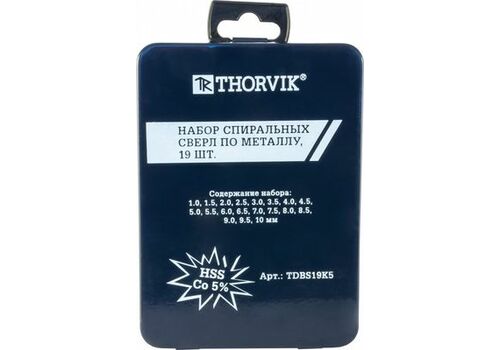 THORVIK®
НАБОР СПИРАЛЬНЫХ
СВЕРЛ ПО МЕТАЛЛУ,
19 ШТ.
Содержание набора:
1.0, 1.5, 2.0, 2.5, 3.0, 3.5, 4.0, 4.5,
5.0, 5.5, 6.0, 6.5, 7.0, 7.5, 8.0, 8.5,
9.0, 9.5, 10 мм
HSS
Co 5%
Арт.: TDBS19K5